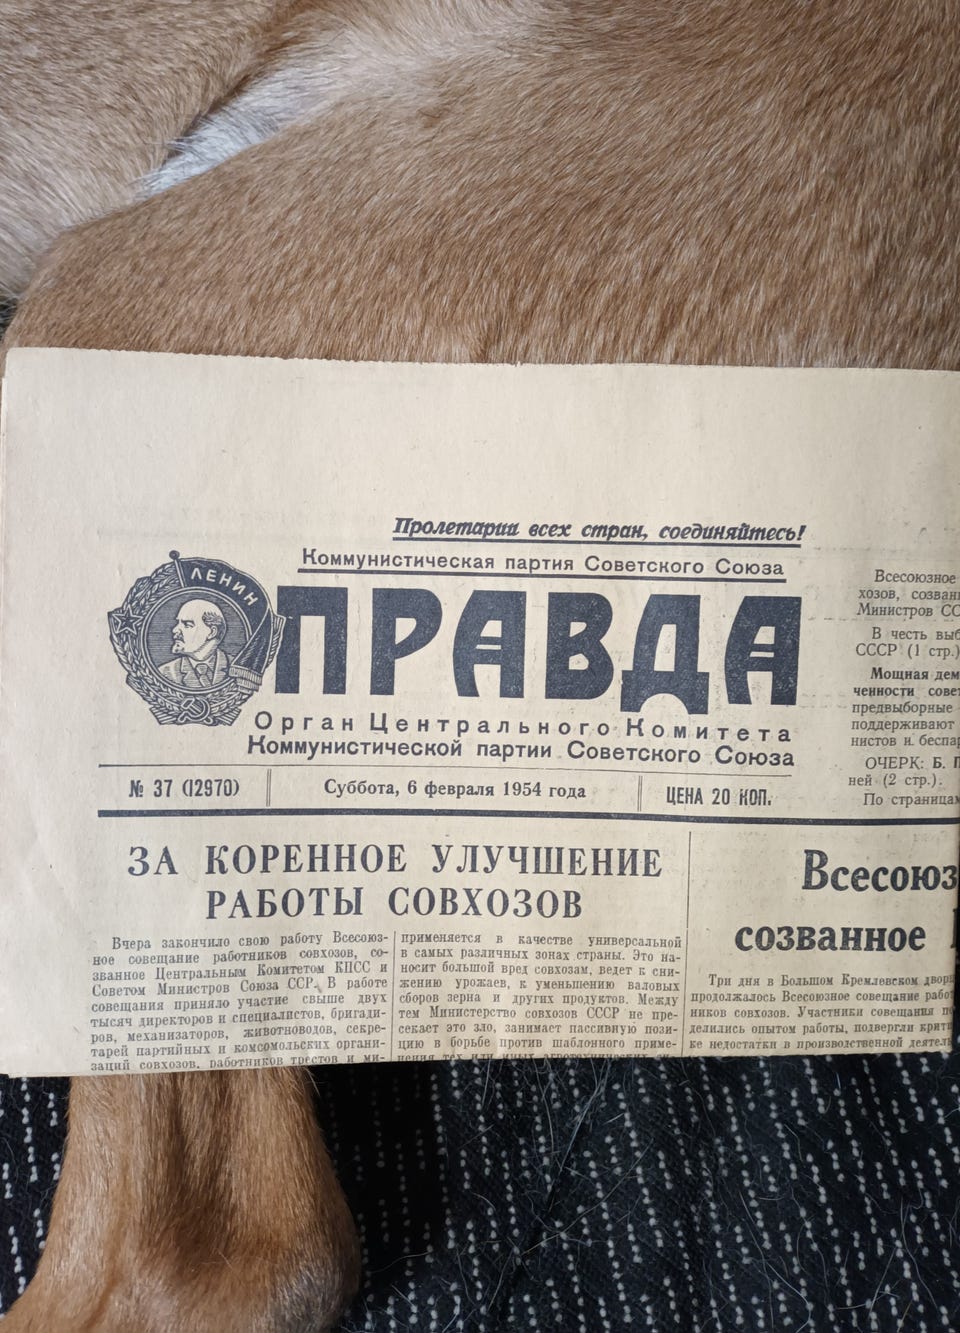 Пролетарии всех стран, соединяйтесь!
Коммунистическая партия Советского Союза
ЛЕНИН
ПРАВДА
Орган Центрального Комитета
Коммунистической партии Советского Союза
№ 37 (12970)
Суббота, 6 февраля 1954 года
ЦЕНА 20 КОП.
Всесоюзное
хозов, созван
Министров СС
В честь выб
СССР (1 стр.)
Мощная дем
ченности совет
предвыборные
поддерживают
нистов и беспар
ОЧЕРК: Б. П
ней (2 стр.).
По страницам
ЗА КОРЕННОЕ УЛУЧШЕНИЕ
РАБОТЫ СОВХОЗОВ
Вчера закончило свою работу Всесоюз-
ное совещание работников совхозов, со-
званное Центральным Комитетом КПСС и
Советом Министров Союза ССР. В работе
совещания приняло участие свыше двух
тысяч директоров и специалистов, бригади-
ров, механизаторов, животноводов, секре-
тарей партийных и комсомольских органи-
заций совхозов, работников трестов и ми-
применяется в качестве универсальной
в самых различных зонах страны. Это на-
носит большой вред совхозам, ведет к сни-
жению урожаев, к уменьшению валовых
сборов зерна и других продуктов. Между
тем Министерство совхозов СССР не пре-
секает это зло, занимает пассивную пози-
цию в борьбе против шаблонного приме-
нения тех или иных агротехнических
Всесоюз
созванное
Три дня в Большом Кремлевском дворц
продолжалось Всесоюзное совещание работ
ников совхозов. Участники совещания по
делились опытом работы, подвергли крит
ке недостатки в производственной деятель